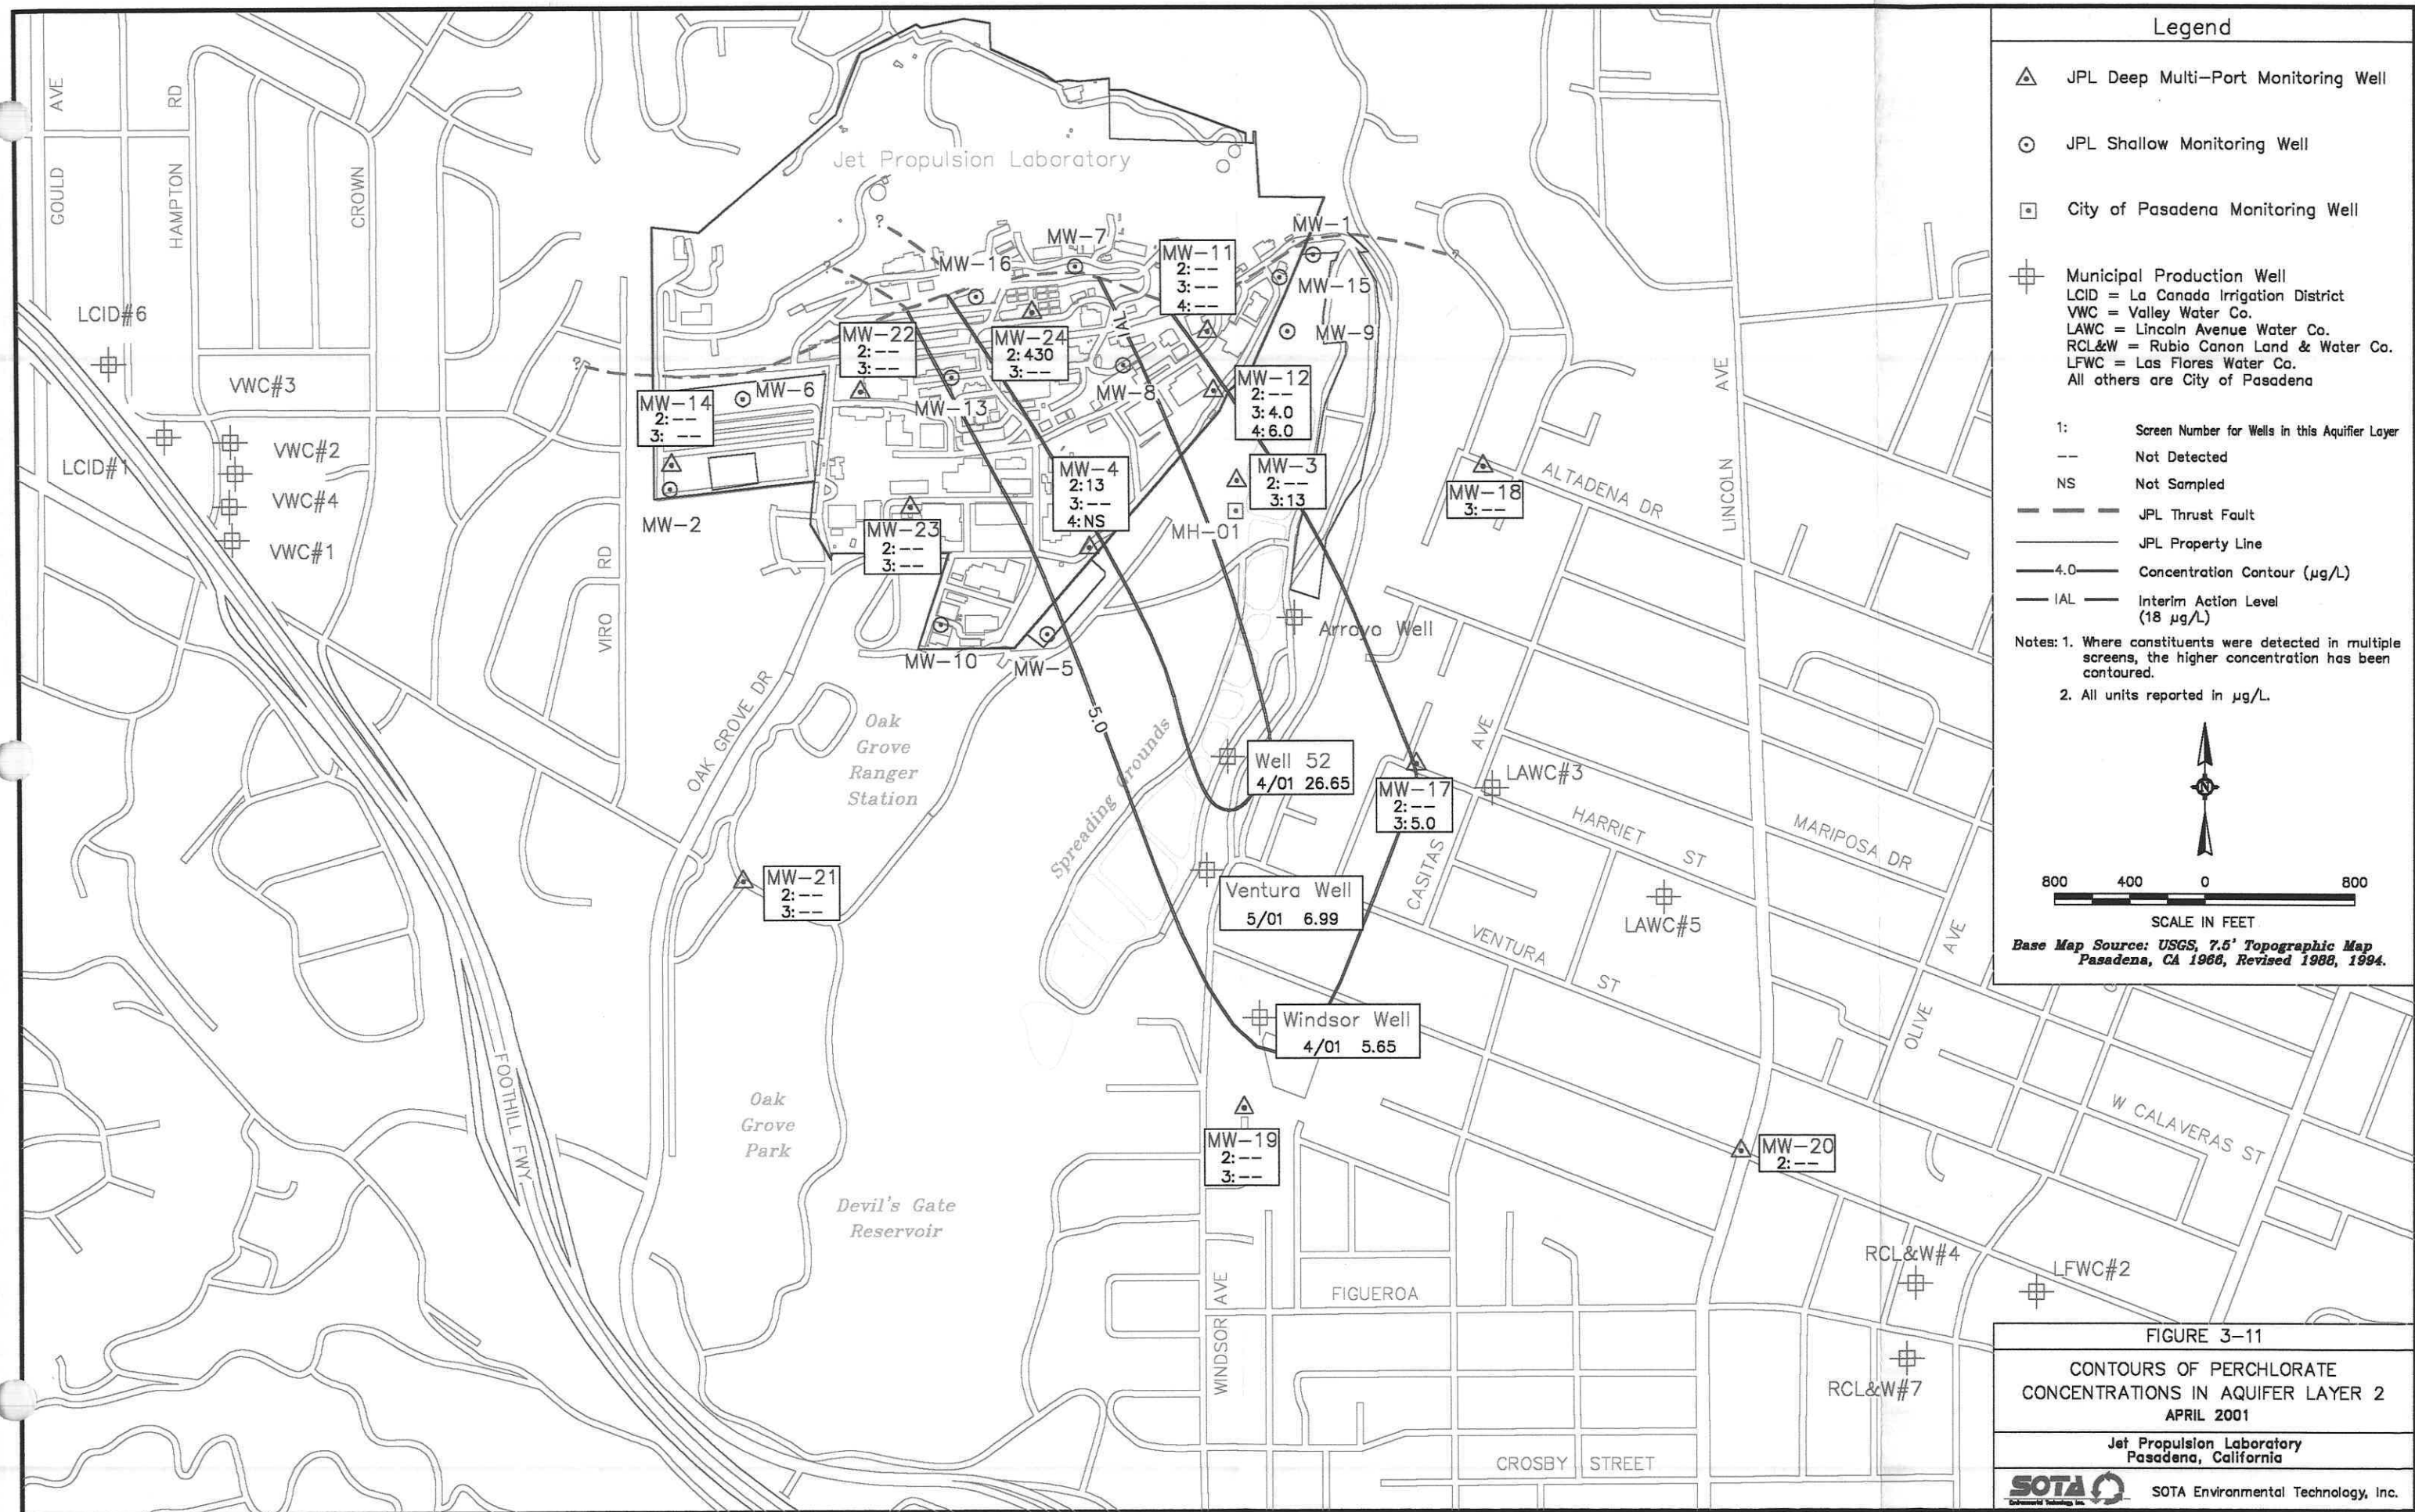 Legend
JPL Deep Multi-Port Monitoring Well
JPL Shallow Monitoring Well
City of Pasadena Monitoring Well
Municipal Production Well
LCID = La Canada Irrigation District
VWC = Valley Water Co.
LAWC = Lincoln Avenue Water Co.
RCL&W = Rubio Canon Land & Water Co.
LFWC = Las Flores Water Co.
All others are City of Pasadena
1: Screen Number for Wells in this Aquifier Layer
-- Not Detected
NS Not Sampled
JPL Thrust Fault
JPL Property Line
4.0 Concentration Contour (µg/L)
IAL Interim Action Level
(18 µg/L)
Notes: 1. Where constituents were detected in multiple
screens, the higher concentration has been
contoured.
2. All units reported in µg/L.
N
800 400 0 800
SCALE IN FEET
Base Map Source: USGS, 7.5' Topographic Map
Pasadena, CA 1966, Revised 1988, 1994.
FIGURE 3-11
CONTOURS OF PERCHLORATE
CONCENTRATIONS IN AQUIFER LAYER 2
APRIL 2001
Jet Propulsion Laboratory
Pasadena, California
SOTA
SOTA Environmental Technology, Inc.
GOULD AVE
HAMPTON RD
CROWN
Jet Propulsion Laboratory
?
?
??
?
MW-7
MW-1
MW-16
MW-11
2:--
3:--
4:--
MW-15
MW-9
LCID#6
MW-22
2:--
3:--
MW-24
2:430
3:--
IAL
VWC#3
MW-6
MW-13
MW-8
MW-12
2:--
3:4.0
4:6.0
MW-14
2:--
3: --
LCID#1
VWC#2
VWC#4
VWC#1
MW-2
MW-4
2:13
3:--
4:NS
MW-3
2:--
3:13
MW-18
3:--
ALTADENA DR
LINCOLN AVE
MW-23
2:--
3:--
MH-01
VIRO RD
MW-10
MW-5
Arroyo Well
OAK GROVE DR
5.0
Oak
Grove
Ranger
Station
Spreading Grounds
Well 52
4/01 26.65
CASITAS AVE
LAWC#3
MW-17
2:--
3:5.0
HARRIET ST
MARIPOSA DR
MW-21
2:--
3:--
Ventura Well
5/01 6.99
LAWC#5
VENTURA ST
OLIVE AVE
Windsor Well
4/01 5.65
FOOTHILL FWY
Oak
Grove
Park
MW-19
2:--
3:--
MW-20
2:--
W CALAVERAS ST
Devil's Gate
Reservoir
RCL&W#4
LFWC#2
WINDSOR AVE
FIGUEROA
RCL&W#7
CROSBY STREET